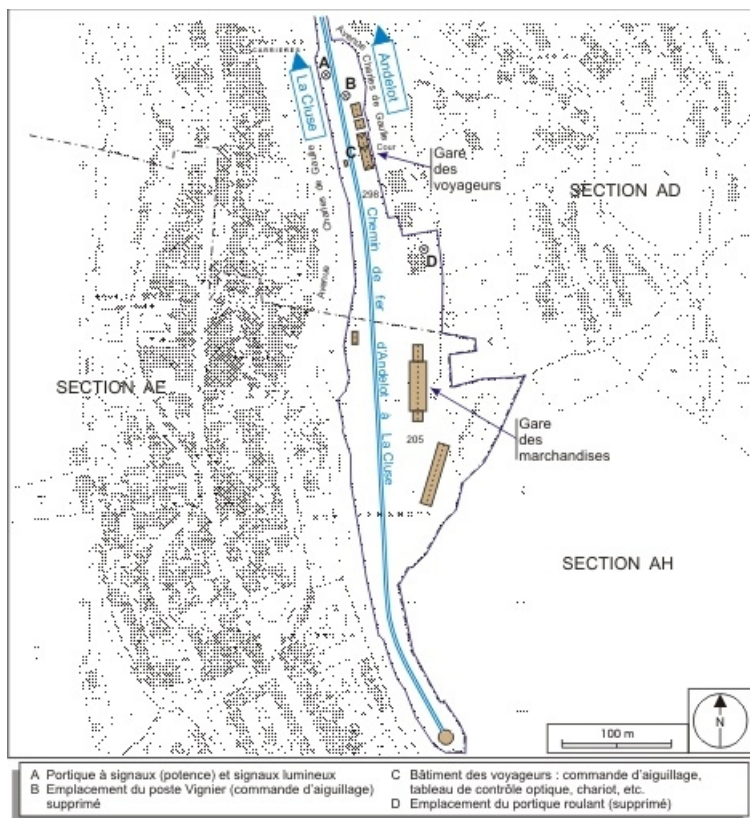 CARRIERES
Avenue Charles de Gaulle
Andelot
La Cluse
A
B
C
Cour
Gare
des
voyageurs
SECTION AD
298
Avenue Charles de Gaulle
D
Chemin de fer d'Andelot à La Cluse
SECTION AE
205
Gare
des
marchandises
SECTION AH
100 m
N
A Portique à signaux (potence) et signaux lumineux
B Emplacement du poste Vignier (commande d'aiguillage)
supprimé
C Bâtiment des voyageurs : commande d'aiguillage,
tableau de contrôle optique, chariot, etc.
D Emplacement du portique roulant (supprimé)